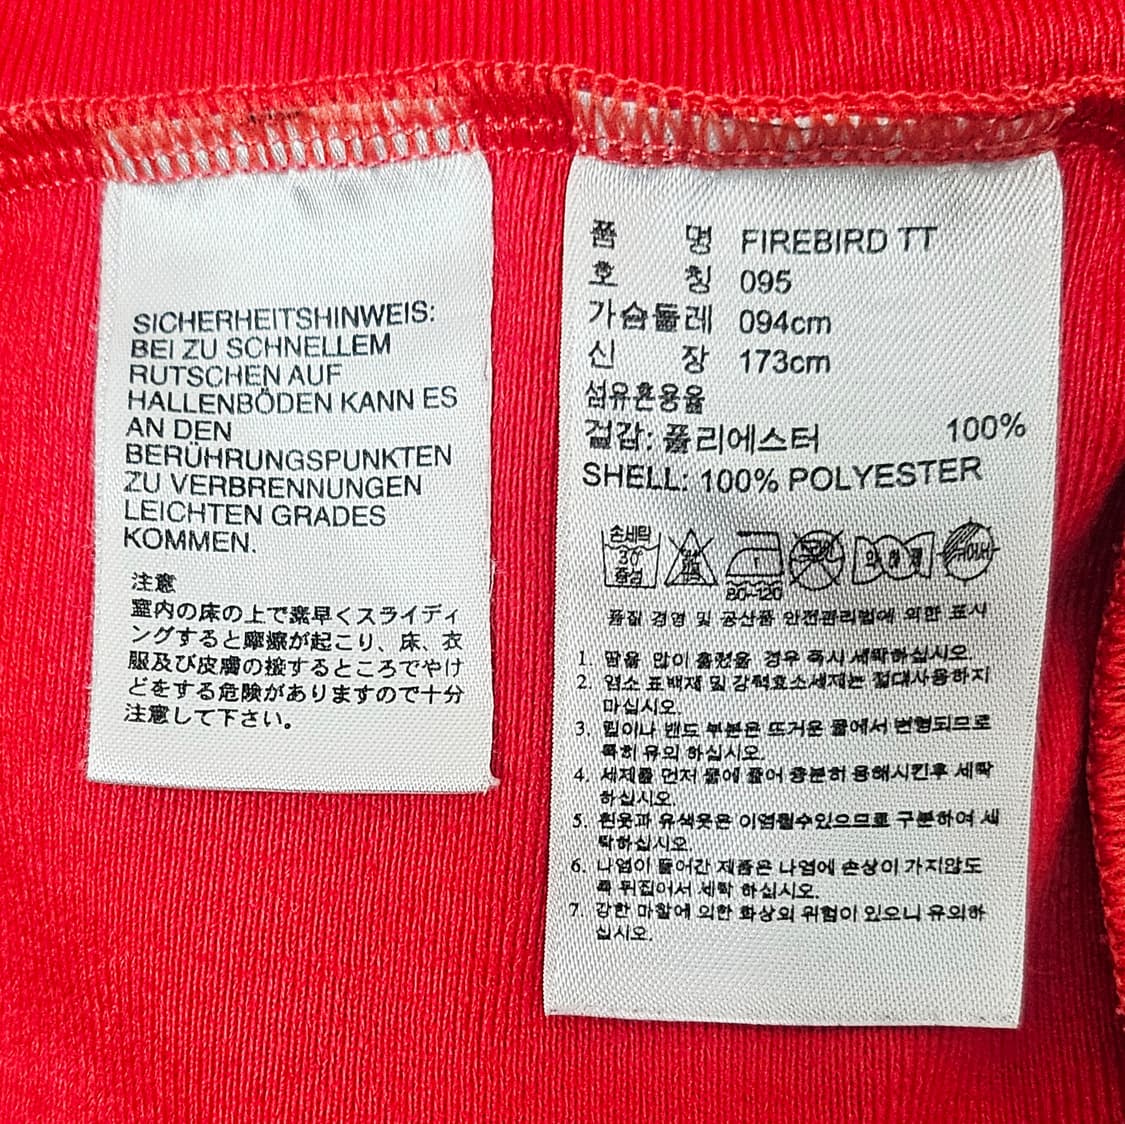 SICHERHEITSHINWEIS:
BEI ZU SCHNELLEM
RUTSCHEN AUF
HALLENBÖDEN KANN ES
AN DEN
BERÜHRUNGSPUNKTEN
ZU VERBRENNUNGEN
LEICHTEN GRADES
KOMMEN.
注意
室内の床の上で素早くスライディ
ングすると摩擦が起こり、床、衣
服及び皮膚の接するところでやけ
どをする危険がありますので十分
注意して下さい。
품 명 FIREBIRD TT
호 칭 095
가슴둘레 094cm
신 장 173cm
섬유혼용율
겉감: 폴리에스터 100%
SHELL: 100% POLYESTER
손세탁
30°
중성
80~120
약하게
드라이
품질 경영 및 공산품 안전관리법에 의한 표시
1. 땀을 많이 흘렸을 경우 즉시 세탁하십시오.
2. 염소 표백제 및 강력효소세제는 절대사용하지
마십시오.
3. 립이나 밴드 부분은 뜨거운 물에서 변형되므로
특히 유의 하십시오.
4. 세제를 먼저 물에 풀어 충분히 용해시킨후 세탁
하십시오.
5. 흰옷과 유색옷은 이염될수있으므로 구분하여 세
탁하십시오.
6. 나염이 들어간 제품은 나염에 손상이 가지않도
록 뒤집어서 세탁 하십시오.
7. 강한 마찰에 의한 화상의 위험이 있으니 유의하
십시오.